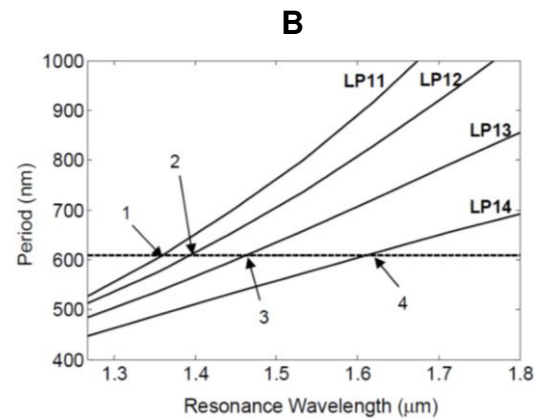 B
1000
900
800
700
600
500
400
Period (nm)
LP11
LP12
LP13
LP14
1
2
3
4
1.3
1.4
1.5
1.6
1.7
1.8
Resonance Wavelength (μm)